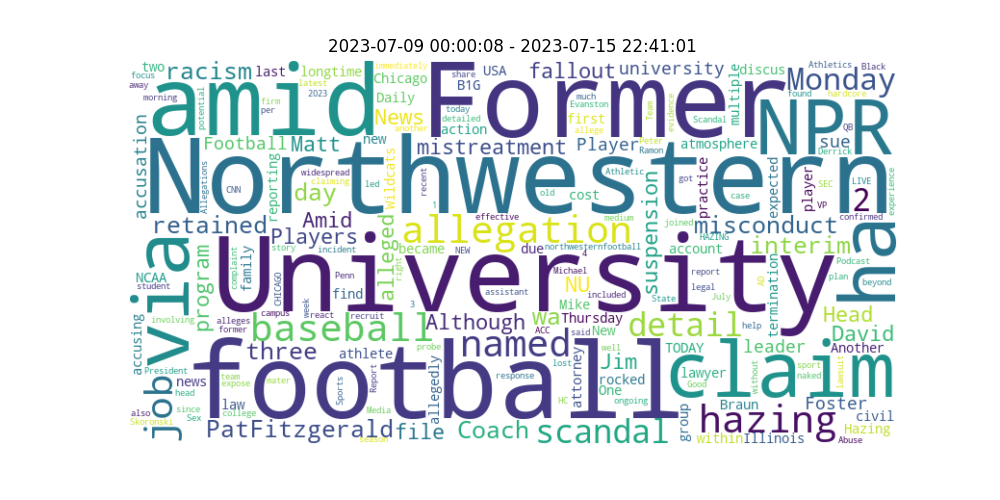 2023-07-09 00:00:08 - 2023-07-15 22:41:01
two racism last longtime immediately Former share USA fallout university discus Athletics Black
focus latest Chicago B1G Monday
away amid multiple found hardcore
morning potential firm 2023 Daily today much first Team evidence Scandal NPR QB
per News another detailed Evanston allege action sue
accusation Football Matt new mistreatment Player Peter Ramon atmosphere Derrick
Northwestern
Allegations CNN reporting widespread claiming led day Wildcats recent 1 old cost Athletic got practice case expected player SEC VP LIVE 2 confirmed experience
retained Amid alleged effective allegation medium joined suspension HAZING misconduct
Players became NEW due northwesternfootball account interim ha
via NCAA student program complaint family story incident University right Michael 4 NU included State report legal July AD termination Podcast plan beyond
CHICAGO find Penn campus week assistant Mike
involving alleges former baseball react recruit 3 Although ACC wa Thursday said New detail help Head David
accusing President three athlete probe named well Jim TODAY leader Another
job news head team expose mater football Sports Report response lost attorney HC rocked One ongoing claim lawyer Good without sport naked lawsuit
also since law college Media allegedly group Braun Foster civil
Skoronski Sex PatFitzgerald season file Coach scandal within Illinois hazing Hazing Abuse